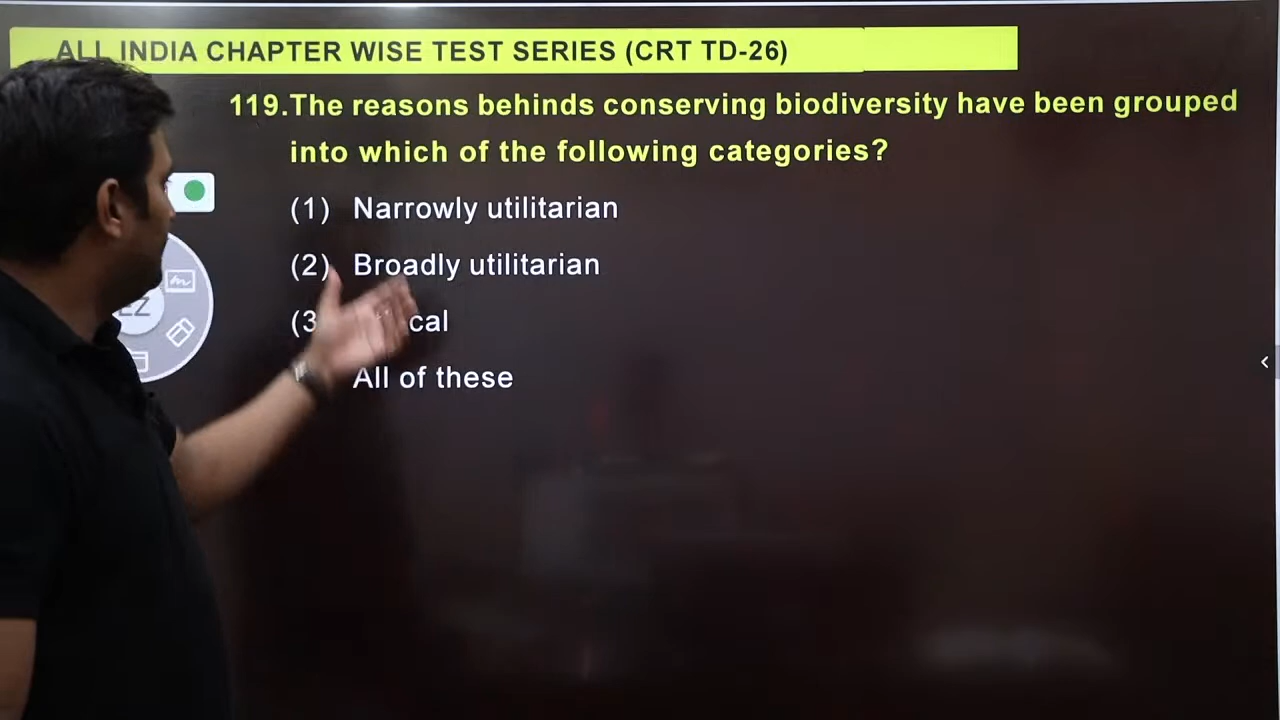 ALL INDIA CHAPTER WISE TEST SERIES (CRT TD-26)
119.The reasons behinds conserving biodiversity have been grouped
into which of the following categories?
(1) Narrowly utilitarian
(2) Broadly utilitarian
(3
All of these